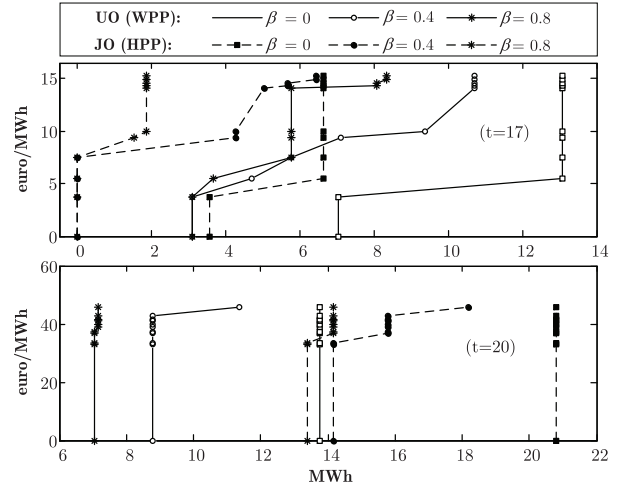 UO (WPP): β = 0 β= 0.4 β= 0.8
JO (HPP): β = 0 β= 0.4 β= 0.8
euro/MWh
15
10
5
0
(t=17)
0 2 4 6 8 10 12 14
euro/MWh
60
40
20
0
(t=20)
6 8 10 12 14 16 18 20 22
MWh